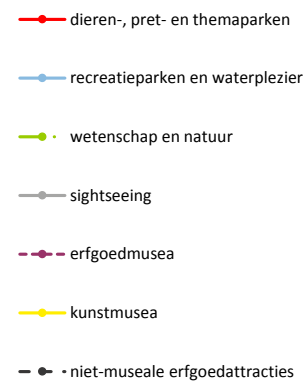 dieren-, pret- en themaparken
recreatieparken en waterplezier
wetenschap en natuur
sightseeing
erfgoedmusea
kunstmusea
niet-museale erfgoedattracties